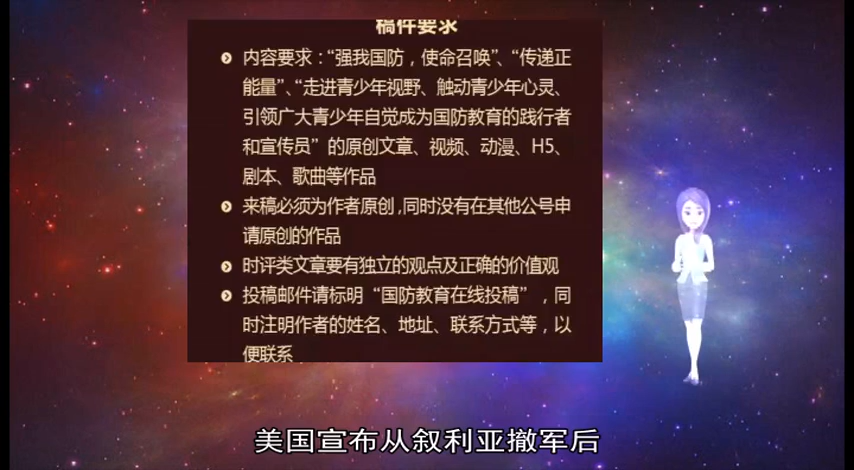 稿件要求
内容要求：“强我国防，使命召唤”、“传递正
能量”、“走进青少年视野、触动青少年心灵、
引领广大青少年自觉成为国防教育的践行者
和宣传员”的原创文章、视频、动漫、H5、
剧本、歌曲等作品
来稿必须为作者原创,同时没有在其他公号申
请原创的作品
时评类文章要有独立的观点及正确的价值观
投稿邮件请标明“国防教育在线投稿”，同
时注明作者的姓名、地址、联系方式等，以
便联系
美国宣布从叙利亚撤军后